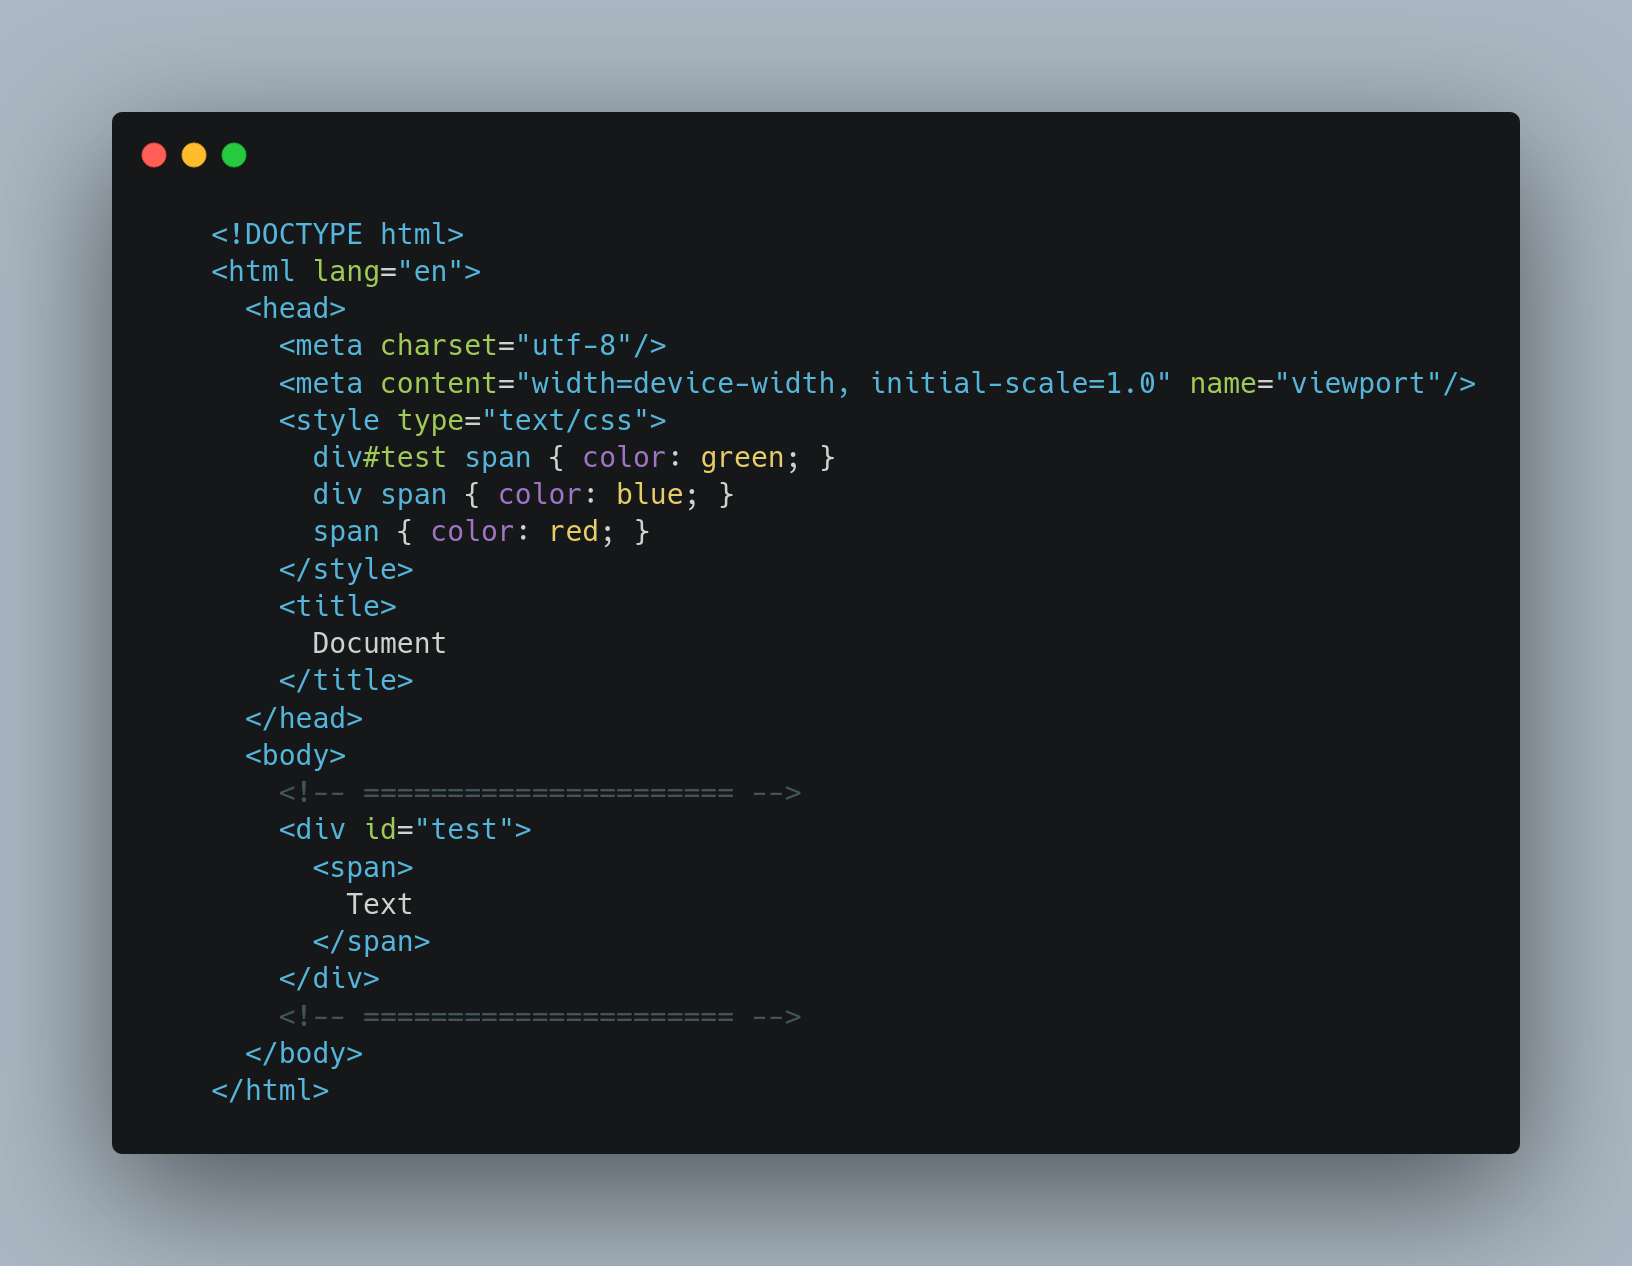 <!DOCTYPE html>
<html lang="en">
  <head>
    <meta charset="utf-8"/>
    <meta content="width=device-width, initial-scale=1.0" name="viewport"/>
    <style type="text/css">
      div#test span { color: green; }
      div span { color: blue; }
      span { color: red; }
    </style>
    <title>
      Document
    </title>
  </head>
  <body>
    <!-- ====================== -->
    <div id="test">
      <span>
        Text
      </span>
    </div>
    <!-- ====================== -->
  </body>
</html>